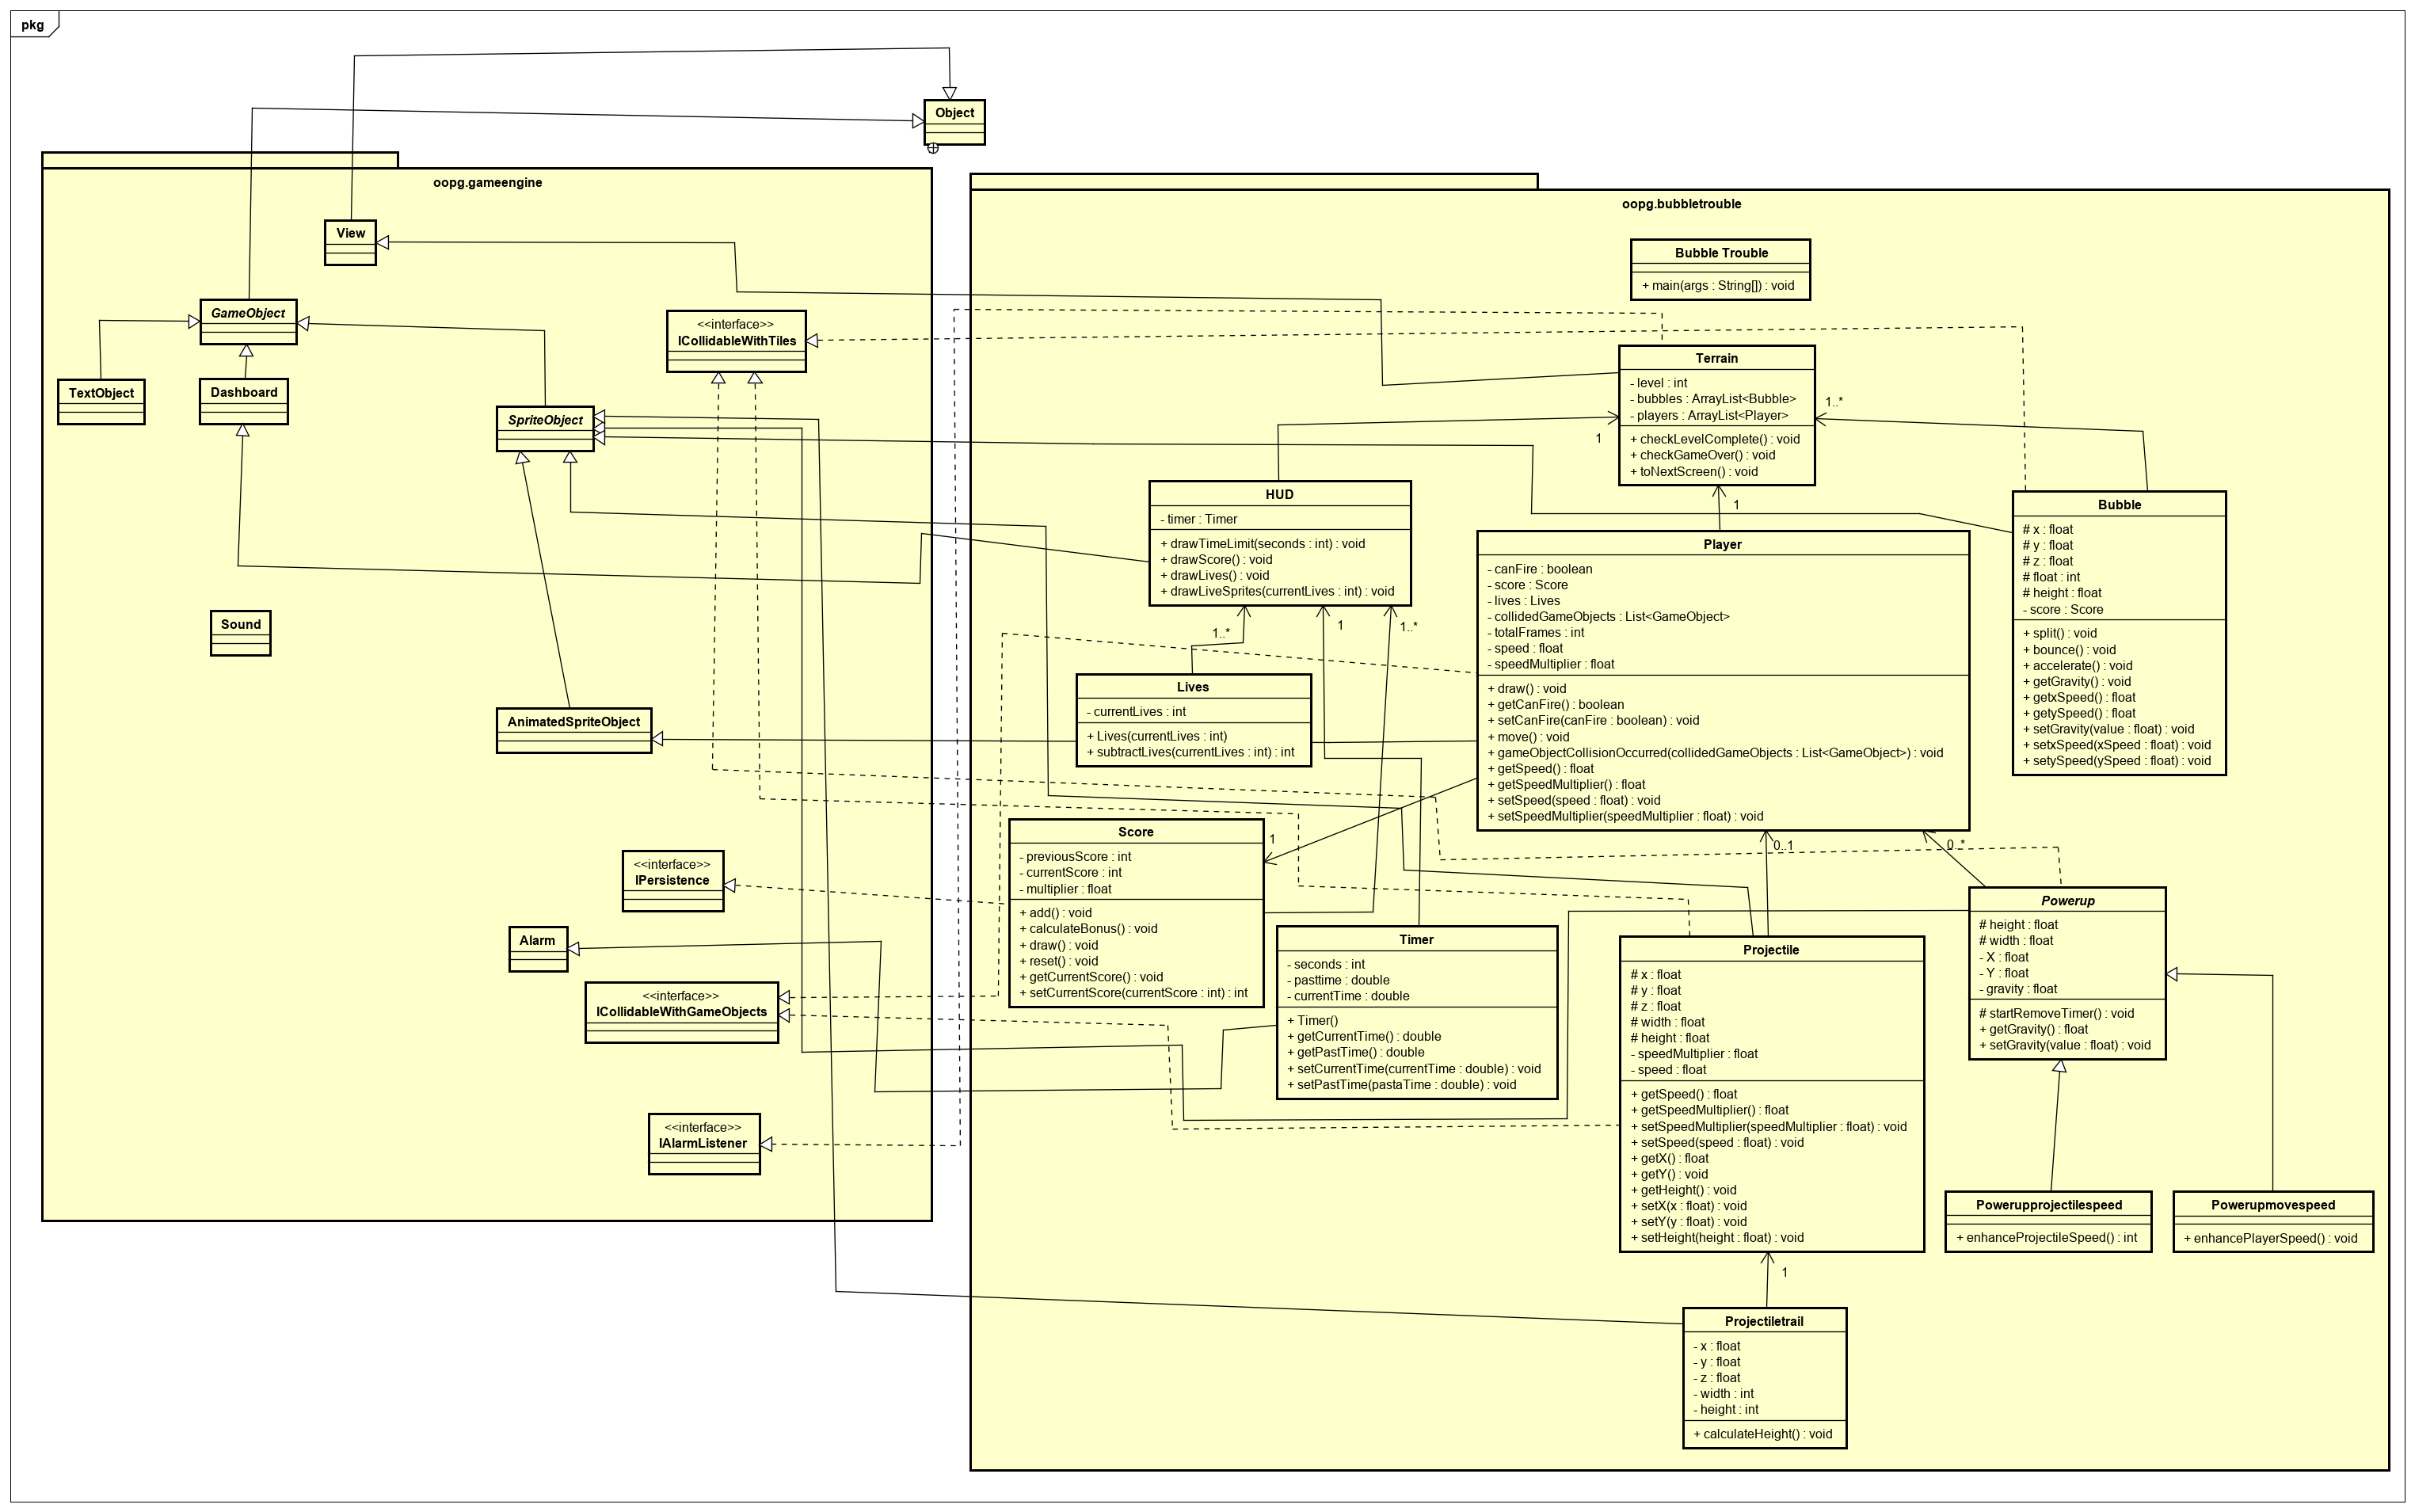 pkg
Object
oopg.gameengine
View
GameObject
TextObject
Dashboard
<<interface>>
ICollidableWithTiles
SpriteObject
Sound
AnimatedSpriteObject
<<interface>>
IPersistence
Alarm
<<interface>>
ICollidableWithGameObjects
<<interface>>
IAlarmListener
oopg.bubbletrouble
Bubble Trouble
+ main(args : String[]) : void
Terrain
- level : int
- bubbles : ArrayList<Bubble>
- players : ArrayList<Player>
+ checkLevelComplete() : void
+ checkGameOver() : void
+ toNextScreen() : void
1..*
1
1
HUD
- timer : Timer
+ drawTimeLimit(seconds : int) : void
+ drawScore() : void
+ drawLives() : void
+ drawLiveSprites(currentLives : int) : void
1..*
1
1..*
Bubble
# x : float
# y : float
# z : float
# float : int
# height : float
- score : Score
+ split() : void
+ bounce() : void
+ accelerate() : void
+ getGravity() : void
+ getxSpeed() : float
+ getySpeed() : float
+ setGravity(value : float) : void
+ setxSpeed(xSpeed : float) : void
+ setySpeed(ySpeed : float) : void
Player
- canFire : boolean
- score : Score
- lives : Lives
- collidedGameObjects : List<GameObject>
- totalFrames : int
- speed : float
- speedMultiplier : float
+ draw() : void
+ getCanFire() : boolean
+ setCanFire(canFire : boolean) : void
+ move() : void
+ gameObjectCollisionOccurred(collidedGameObjects : List<GameObject>) : void
+ getSpeed() : float
+ getSpeedMultiplier() : float
+ setSpeed(speed : float) : void
+ setSpeedMultiplier(speedMultiplier : float) : void
Lives
- currentLives : int
+ Lives(currentLives : int)
+ subtractLives(currentLives : int) : int
1
0..1
0..*
Score
- previousScore : int
- currentScore : int
- multiplier : float
+ add() : void
+ calculateBonus() : void
+ draw() : void
+ reset() : void
+ getCurrentScore() : void
+ setCurrentScore(currentScore : int) : int
Timer
- seconds : int
- pasttime : double
- currentTime : double
+ Timer()
+ getCurrentTime() : double
+ getPastTime() : double
+ setCurrentTime(currentTime : double) : void
+ setPastTime(pastaTime : double) : void
Projectile
# x : float
# y : float
# z : float
# width : float
# height : float
- speedMultiplier : float
- speed : float
+ getSpeed() : float
+ getSpeedMultiplier() : float
+ setSpeedMultiplier(speedMultiplier : float) : void
+ setSpeed(speed : float) : void
+ getX() : float
+ getY() : void
+ getHeight() : void
+ setX(x : float) : void
+ setY(y : float) : void
+ setHeight(height : float) : void
Powerup
# height : float
# width : float
- X : float
- Y : float
- gravity : float
# startRemoveTimer() : void
+ getGravity() : float
+ setGravity(value : float) : void
Powerupprojectilespeed
+ enhanceProjectileSpeed() : int
Powerupmovespeed
+ enhancePlayerSpeed() : void
1
Projectiletrail
- x : float
- y : float
- z : float
- width : int
- height : int
+ calculateHeight() : void